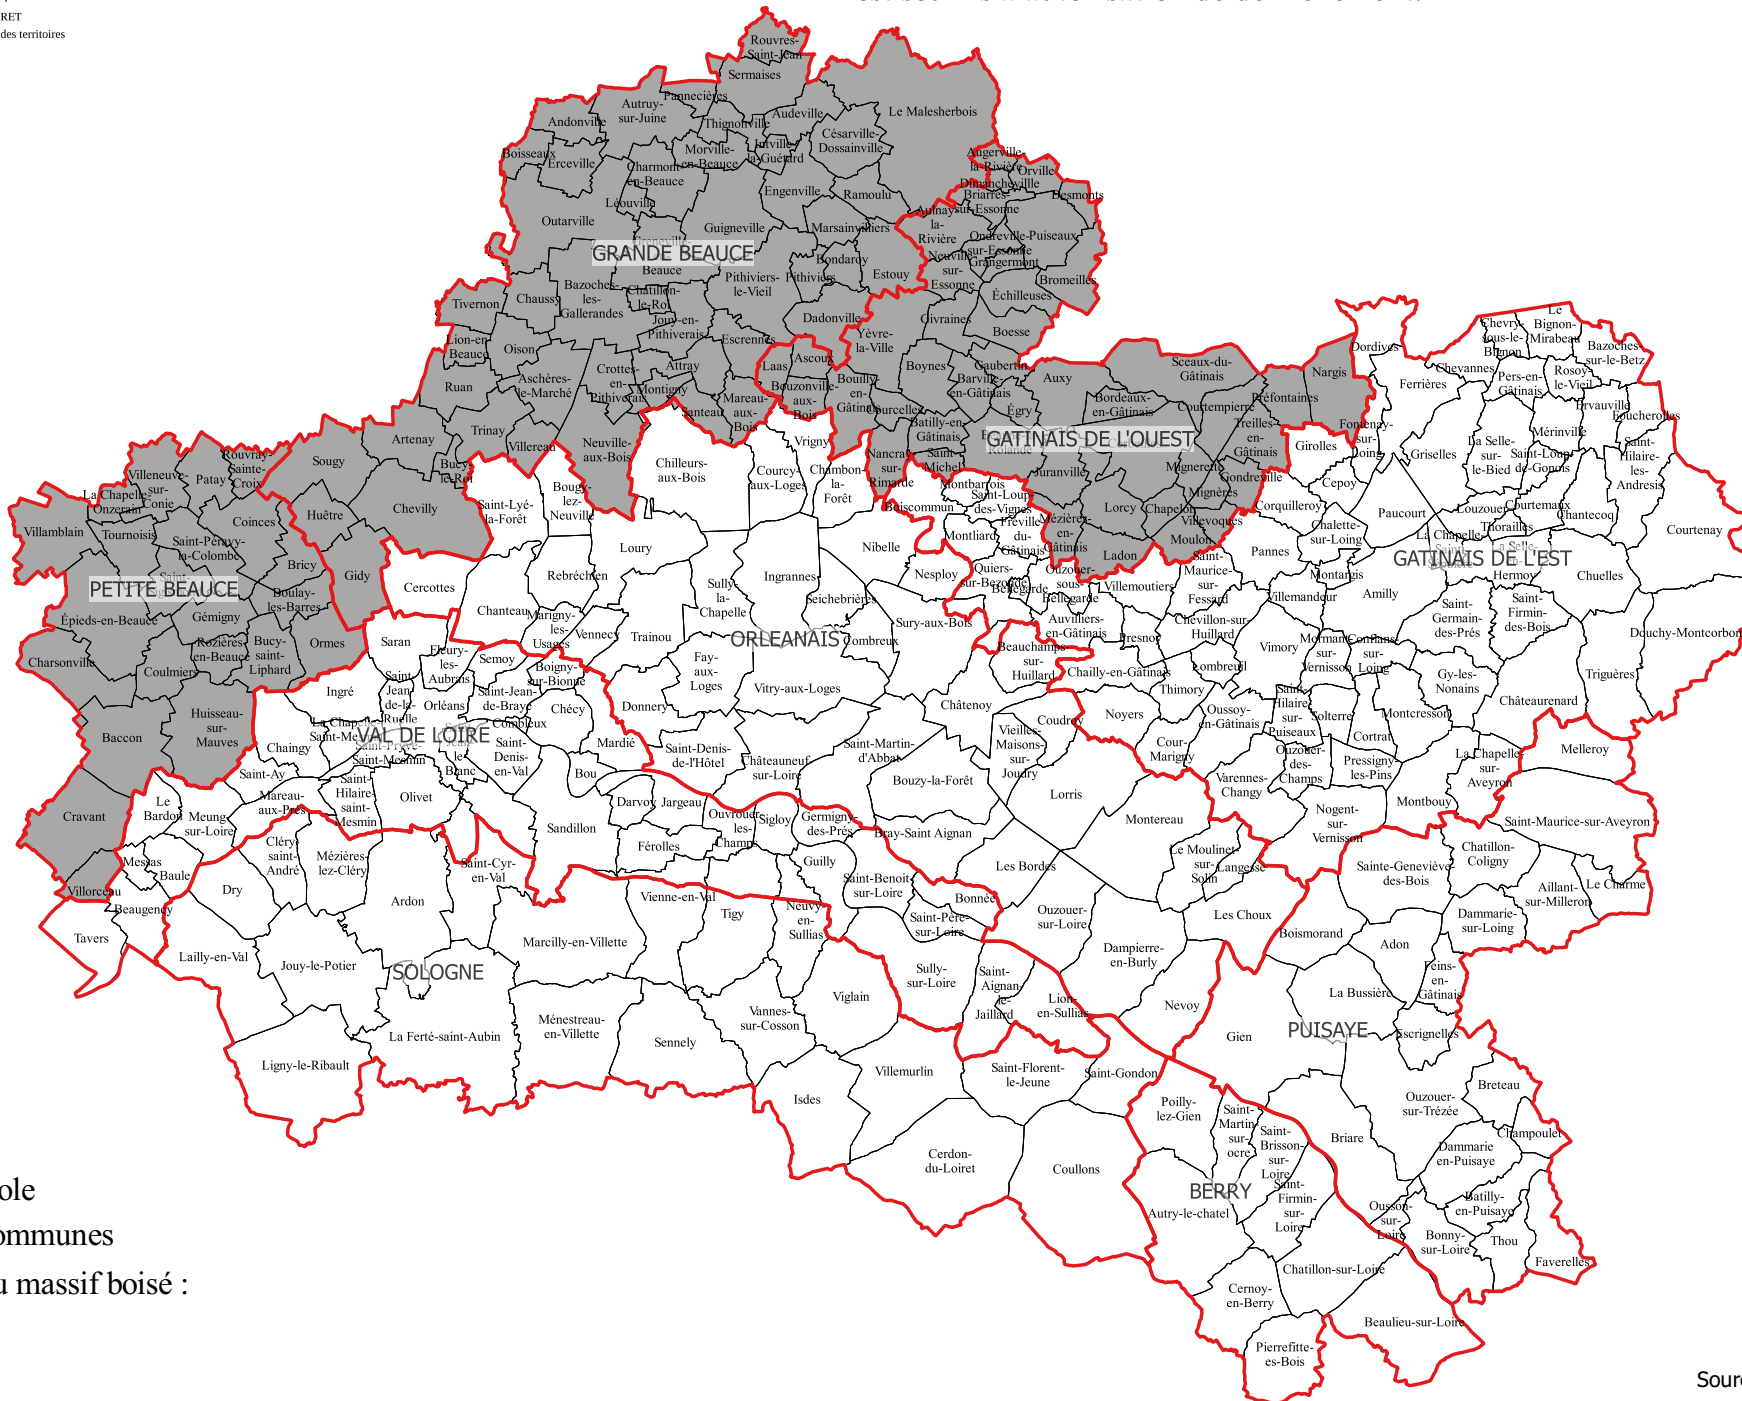 RET
des territoires
Rouvres-
Saint-Jean
Sermaises
Pannecières
Autruy-
sur-Juine
Andonville
Thignonville
Audeville
Le Malesherbois
Césarville-
Dossainville
Boisseaux
Erceville
Morville-
en-Beauce
Intville-
la-Guétard
Charmont-
en-Beauce
Augerville-
la-Rivière
Orville
Dimancheville
Briarres-
sur-Essonne
Desmonts
Engenville
Ramoulu
Léouville
Outarville
Guigneville
Marsainvilliers
Aulnay-
la-
Rivière
Ondreville-
sur-Essonne
Puiseaux
Grangermont
GRANDE BEAUCE
Greneville-
Beauce
Bondaroy
Estouy
Neuville-
sur-
Essonne
Bromeilles
Échilleuses
Tivernon
Chaussy
Bazoches-
les-
Gallerandes
Châtillon-
le-Roi
Pithiviers-
le-Vieil
Pithiviers
Jouy-en-
Pithiverais
Dadonville
Givraines
Boesse
Escrennes
Yèvre-
la-Ville
Lion-en-
Beauce
Oison
Ascoux
Laas
Ruan
Aschères-
le-Marché
Crottes-
en-
Pithiverais
Attray
Montigny
Mareau-
aux-
Bois
Santeau
Bouzonville-
aux-
Bois
Bouilly-
en-
Gâtinais
Boynes
Gaubertin
Barville-
en-Gâtinais
Auxy
Sceaux-du-
Gâtinais
Nargis
Dordives
Chevry-
sous-le-
Bignon
Le
Bignon-
Mirabeau
Bazoches-
sur-le-Betz
Chevannes
Rosoy-
le-Vieil
Ferrières
Pers-en-
Gâtinais
Ervauville
Foucherolles
Bordeaux-
en-Gâtinais
Courtempierre
Préfontaines
Égry
Courcelles
Batilly-en-
Gâtinais
GATINAIS DE L'OUEST
Treilles-
en-
Gâtinais
Girolles
Fontenay-
sur-
Loing
Griselles
La Selle-
sur-
le-Bied
Mérinville
Saint-Loup-
de-Gonois
Saint-
Hilaire-
les-
Andresis
Trinay
Villereau
Neuville-
aux-Bois
Artenay
Sougy
Bucy-
le-Roi
Vrigny
Chilleurs-
aux-Bois
Courcy-
aux-Loges
Chambon-
la-
Forêt
Nancray-
sur-
Rimarde
Saint-
Michel
Juranville
Mignerette
Gondreville
Mignères
Cepoy
Corquilleroy
Paucourt
Louzouer
Courtemaux
Chantecoq
Thorailles
Courtenay
Rouvray-
Sainte-
Croix
Villeneuve-
sur-
Conie
Patay
La Chapelle-
Onzerain
Villamblain
Tournoisis
Coinces
Huêtre
Chevilly
Saint-Lyé-
la-Forêt
Bougy-
lez-
Neuville
Montbarrois
Saint-Loup-
des-Vignes
Boiscommun
Fréville-
du-
Gâtinais
Montliard
Mézières-
en-
Gâtinais
Lorcy
Chapelon
Villevoques
Moulon
Ladon
Chalette-
sur-Loing
La Chapelle-
Saint-
La Selle-
Hermoy
GATINAIS DE L'EST
Chuelles
Saint-Péravy-
la-Colombe
Bricy
Gidy
Cercottes
Loury
Rebréchien
Nibelle
Nesploy
Ingrannes
Quiers-
sur-Bezonde
Bellegarde
Ouzouer-
sous-
Bellegarde
Villemoutiers
Saint-
Maurice-
sur-
Fessard
Pannes
Montargis
Villemandeur
Amilly
PETITE BEAUCE
Boulay-
les-Barres
Épieds-en-Beauce
Gémigny
Rozières-
en-Beauce
Bucy-
saint-
Liphard
Ormes
Charsonville
Coulmiers
Chanteau
Marigny-
les-
Usages
Vennecy
Trainou
Sully-
la-
Chapelle
Seichebrières
Sury-aux-Bois
ORLEANAIS
Combreux
Auvilliers-
en-Gâtinais
Presnoy
Chevillon-sur-
Huillard
Saint-
Germain-
des-Prés
Saint-
Firmin-
des-Bois
Douchy-Montcorbon
Mormant-
sur-
Vernisson
Conflans-
sur-
Loing
Vimory
Lombreuil
Beauchamps-
sur-
Huillard
Chailly-en-Gâtinais
Thimory
Gy-les-
Nonains
Triguères
Châteaurenard
Saran
Fleury-
les-
Aubrais
Semoy
Boigny-
sur-Bionne
Fay-
aux-
Loges
Vitry-aux-Loges
Ingré
Saint-
Jean-
de-la-
Ruelle
Orléans
Saint-Jean-
de-Braye
Chécy
Combleux
Donnery
Châtenoy
Coudroy
Noyers
Oussoy-
en-Gâtinais
Saint-
Hilaire-
sur-
Puiseaux
Solterre
Montcresson
Cortrat
Baccon
Huisseau-
sur-
Mauves
La Chapelle-
Saint-Mesmin
VAL DE LOIRE
Saint-Pryvé-
Saint-Mesmin
Saint-
Jean-
le-
Blanc
Saint-
Denis-
en-Val
Mardié
Saint-Denis-
de-l'Hôtel
Châteauneuf-
sur-Loire
Saint-Martin-
d'Abbat
Vieilles-
Maisons-
sur-
Joudry
Cour-
Marigny
Ouzouer-
des-
Champs
Pressigny-
les-Pins
La Chapelle-
sur-
Aveyron
Melleroy
Chaingy
Saint-Ay
Mareau-
aux-Prés
Saint-
Hilaire-
saint-
Mesmin
Olivet
Bou
Bouzy-la-Forêt
Lorris
Varennes-
Changy
Montbouy
Cravant
Le
Bardon
Meung-
sur-Loire
Darvoy
Jargeau
Ouvrouer-
les-
Champs
Sigloy
Germigny-
des-Prés
Bray-Saint Aignan
Montereau
Nogent-
sur-
Vernisson
Saint-Maurice-sur-Aveyron
Sandillon
Férolles
Cléry-
saint-
André
Mézières-
lez-Cléry
Saint-Cyr-
en-Val
Guilly
Saint-Benoit-
sur-Loire
Les Bordes
Le Moulinet-
sur-
Solin
Langesse
Sainte-Geneviève-
des-Bois
Chatillon-
Coligny
Aillant-
sur-Milleron
Le Charme
Messas
Baule
Villorceau
Beaugency
Dry
Ardon
Vienne-en-Val
Tigy
Neuvy-
en-
Sullias
Bonnée
Saint-Père-
sur-Loire
Ouzouer-
sur-Loire
Les Choux
Dammarie-
sur-Loing
Boismorand
Adon
Tavers
Lailly-en-Val
Jouy-le-Potier
SOLOGNE
Marcilly-en-Villette
Dampierre-
en-Burly
Feins-
en-
Gâtinais
La Bussière
Sully-
sur-Loire
Saint-
Aignan-
le-
Jaillard
Lion-
en-Sullias
Nevoy
Viglain
Vannes-
sur-Cosson
Gien
PUISAYE
Escrignelles
La Ferté-saint-Aubin
Ménestreau-
en-Villette
Sennely
Ligny-le-Ribault
Isdes
Villemurlin
Saint-Florent-
le-Jeune
Saint-Gondon
Breteau
Ouzouer-
sur-Trézée
Poilly-
lez-Gien
Saint-
Martin-
sur-
ocre
Saint-
Brisson-
sur-
Loire
Briare
Champoulet
Dammarie
en-Puisaye
Cerdon-
du-Loiret
Coullons
BERRY
Autry-le-chatel
Saint-
Firmin-
sur-
Loire
Ousson-
sur-
Loire
Batilly-
en-Puisaye
Bonny-
sur-Loire
Thou
Faverelles
Chatillon-sur-Loire
Cernoy-
en-Berry
Beaulieu-sur-Loire
Pierrefitte-
es-Bois
ole
ommunes
u massif boisé :
Sour